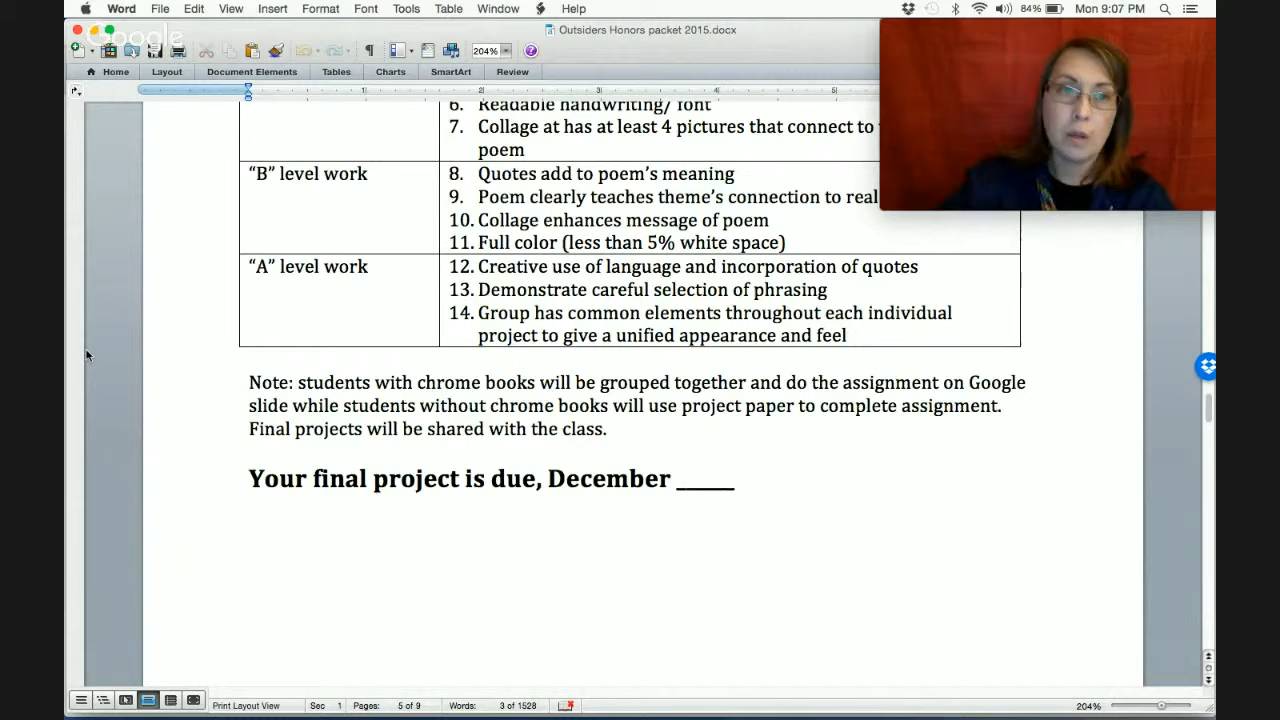 Word File Edit View Insert Format Font Tools Table Window Help 84% Mon 9:07 PM
Google
Outsiders Honors packet 2015.docx
204%
Home Layout Document Elements Tables Charts SmartArt Review
1 2 3 4 5
6. Readable handwriting/ font
7. Collage at has at least 4 pictures that connect to
poem
"B" level work 8. Quotes add to poem's meaning
9. Poem clearly teaches theme's connection to real
10. Collage enhances message of poem
11. Full color (less than 5% white space)
"A" level work 12. Creative use of language and incorporation of quotes
13. Demonstrate careful selection of phrasing
14. Group has common elements throughout each individual
project to give a unified appearance and feel
Note: students with chrome books will be grouped together and do the assignment on Google
slide while students without chrome books will use project paper to complete assignment.
Final projects will be shared with the class.
Your final project is due, December ______
Print Layout View Sec 1 Pages: 5 of 9 Words: 3 of 1528 204%